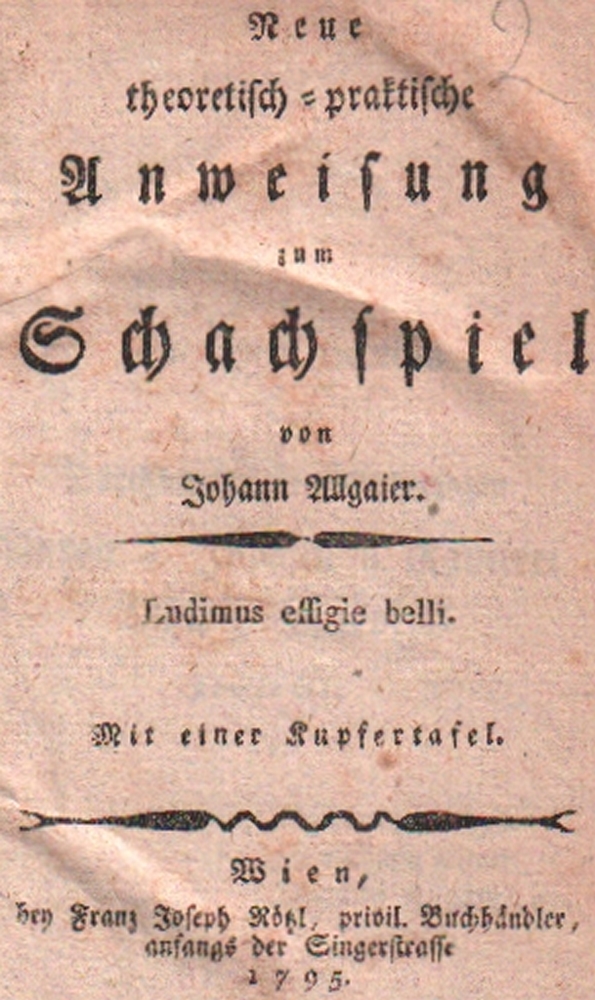 Neue
theoretisch = praktische
Anweisung
zum
Schachspiel
von
Johann Allgaier.
Ludimus effigie belli.
Mit einer Kupfertafel.
Wien,
bey Franz Joseph Rötzl, privil. Buchhändler,
anfangs der Singerstrasse
1795.